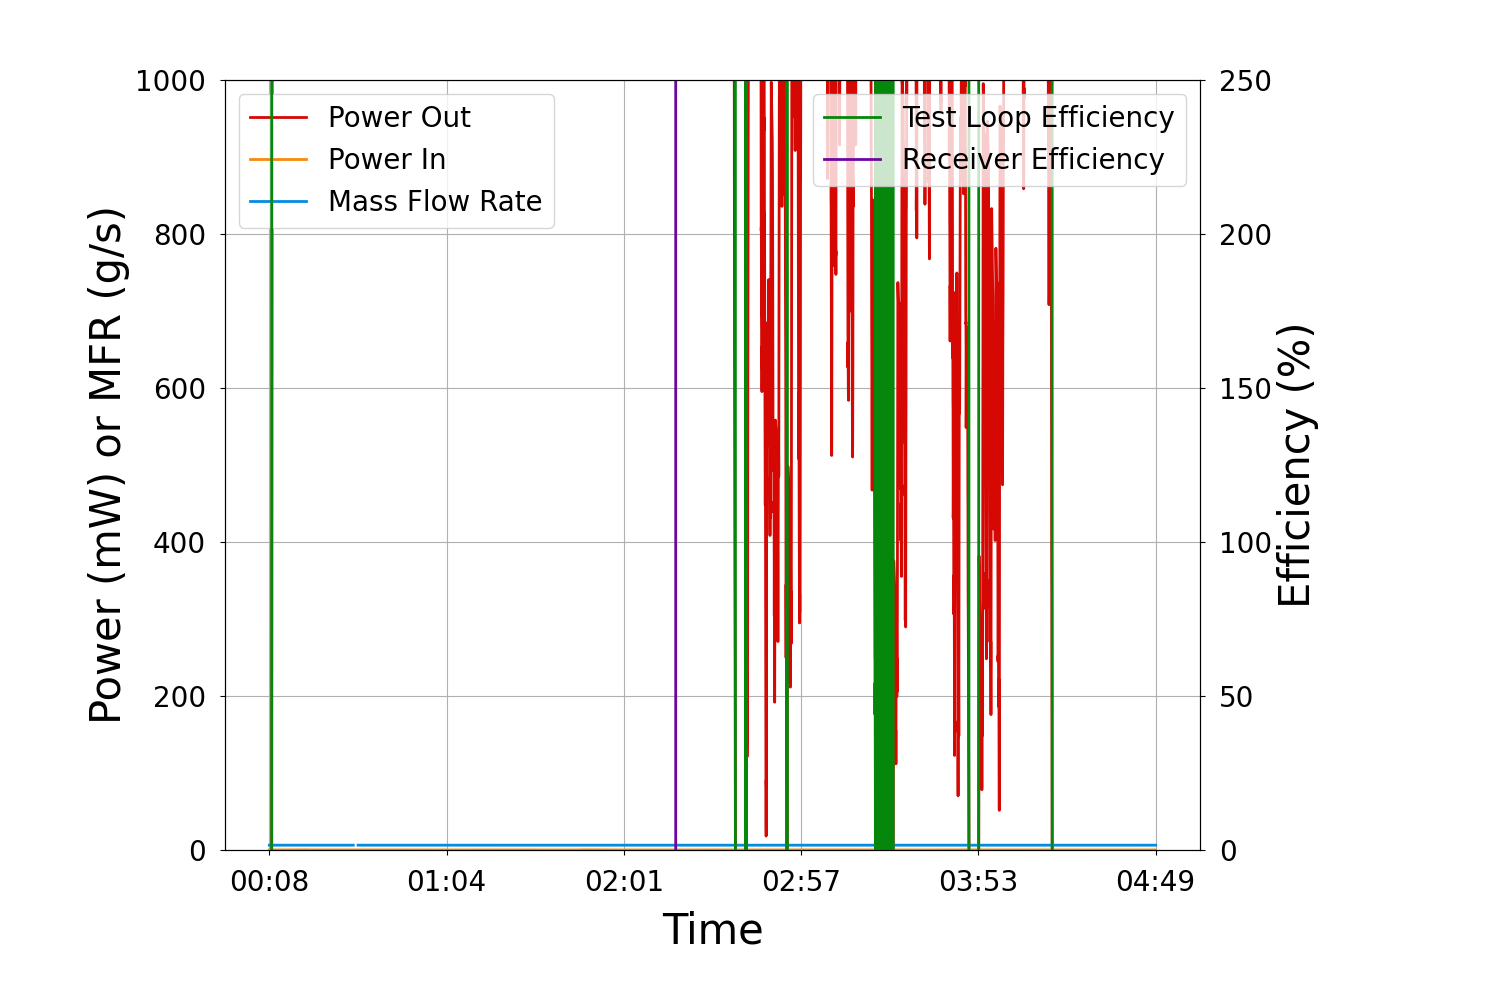 Power Out
Power In
Mass Flow Rate
Test Loop Efficiency
Receiver Efficiency
1000
800
600
400
200
0
Power (mW) or MFR (g/s)
250
200
150
100
50
0
Efficiency (%)
00:08
01:04
02:01
02:57
03:53
04:49
Time